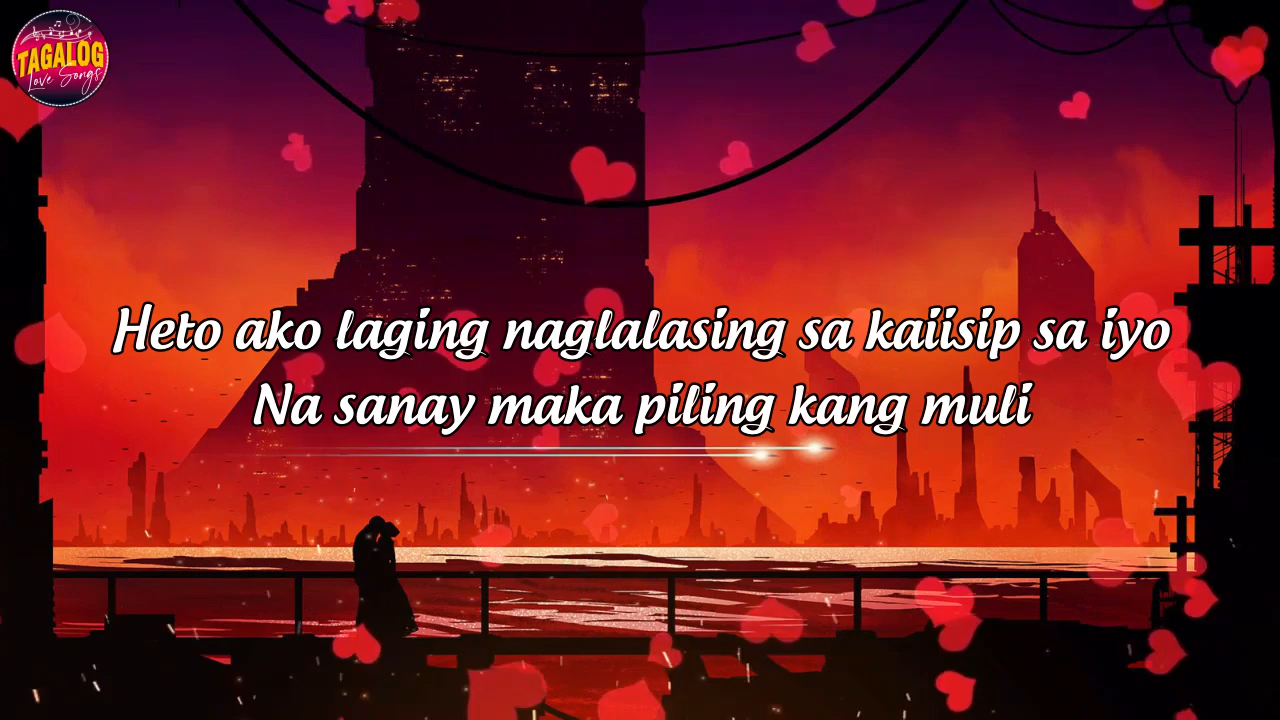 TAGALOG
Love Songs
Heto ako laging naglalasing sa kaiisip sa iyo
Na sanay maka piling kang muli